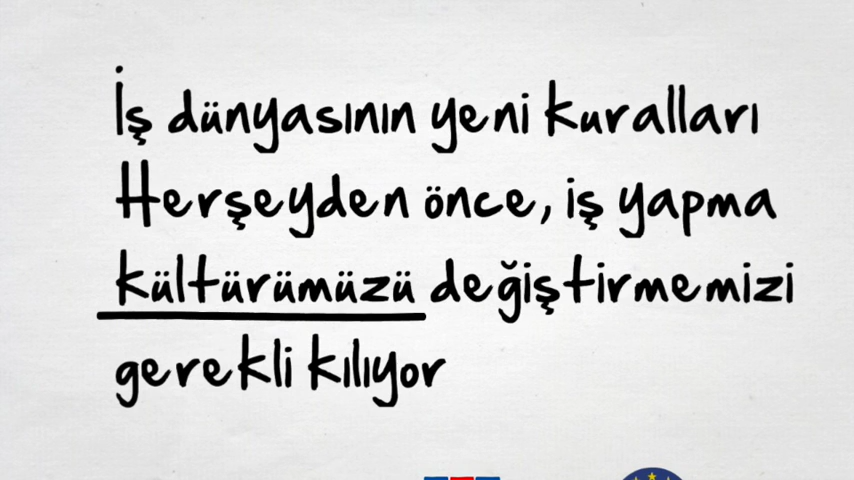 İş dünyasının yeni kuralları
Herşeyden önce, iş yapma
kültürümüzü değiştirmemizi
gerekli kılıyor